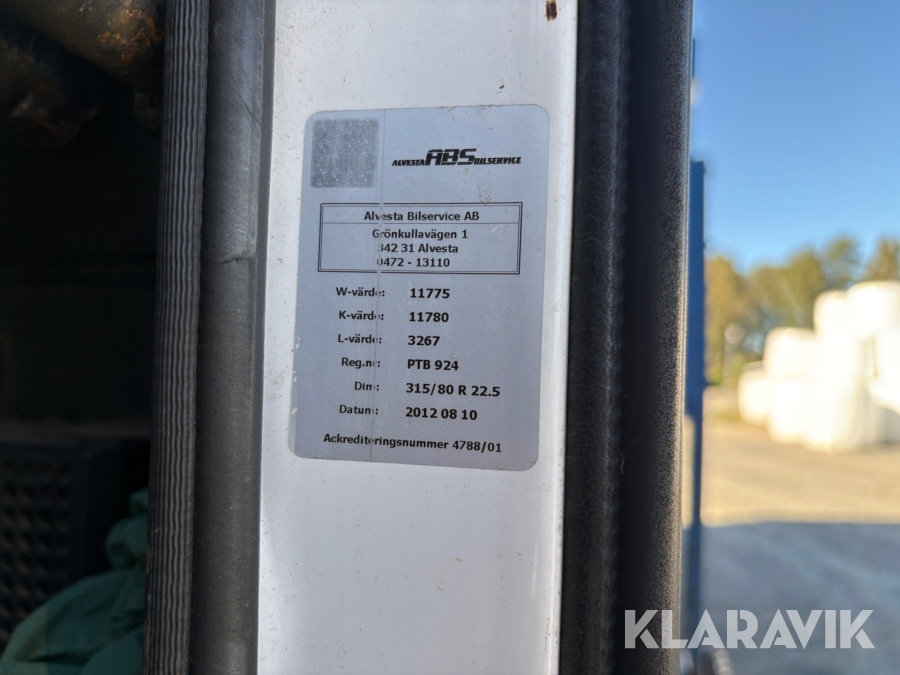 ALVESTA ABS BILSERVICE
Alvesta Bilservice AB
Grönkullavägen 1
342 31 Alvesta
0472 - 13110
W-värde: 11775
K-värde: 11780
L-värde: 3267
Reg.nr: PTB 924
Dim: 315/80 R 22.5
Datum: 2012 08 10
Ackrediteringsnummer 4788/01
KLARAVIK